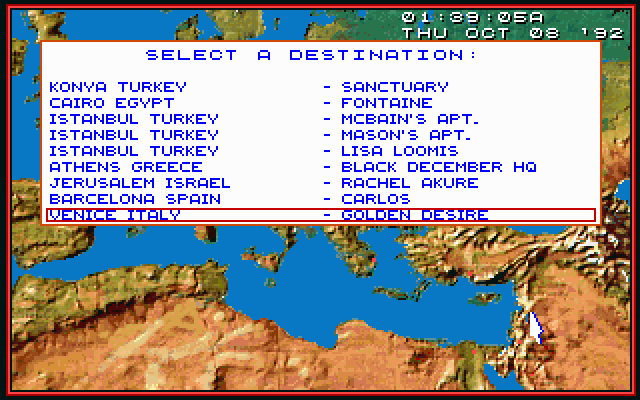 01:39:05A
THU OCT 08 '92
SELECT A DESTINATION:
KONYA TURKEY - SANCTUARY
CAIRO EGYPT - FONTAINE
ISTANBUL TURKEY - MCBAIN'S APT.
ISTANBUL TURKEY - MASON'S APT.
ISTANBUL TURKEY - LISA LOOMIS
ATHENS GREECE - BLACK DECEMBER HQ
JERUSALEM ISRAEL - RACHEL AKURE
BARCELONA SPAIN - CARLOS
VENICE ITALY - GOLDEN DESIRE